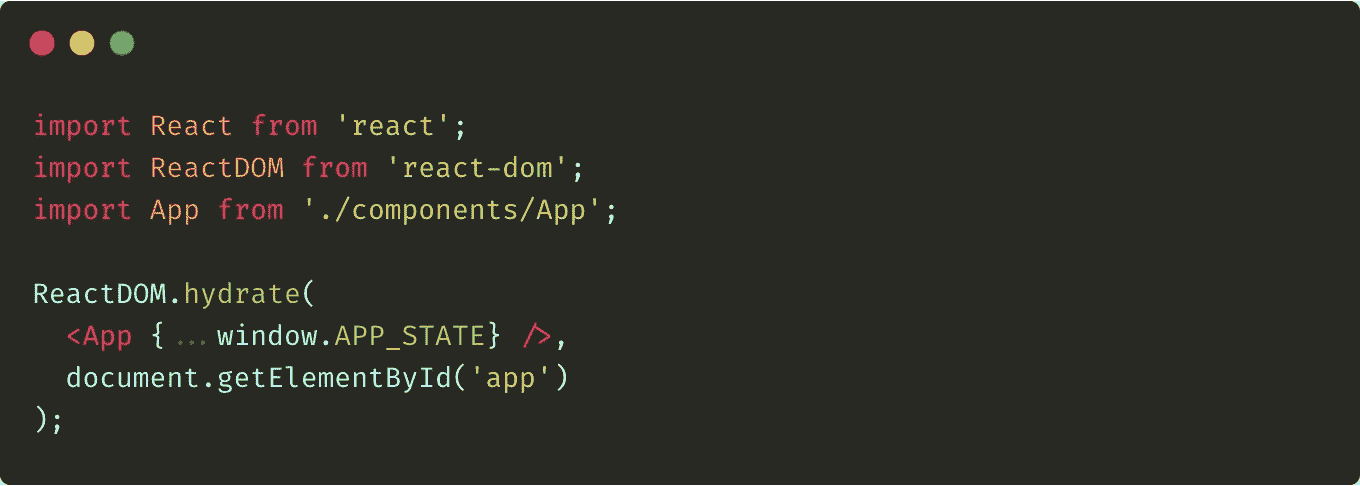 import React from 'react';
import ReactDOM from 'react-dom';
import App from './components/App';

ReactDOM.hydrate(
  <App {...window.APP_STATE} />,
  document.getElementById('app')
);